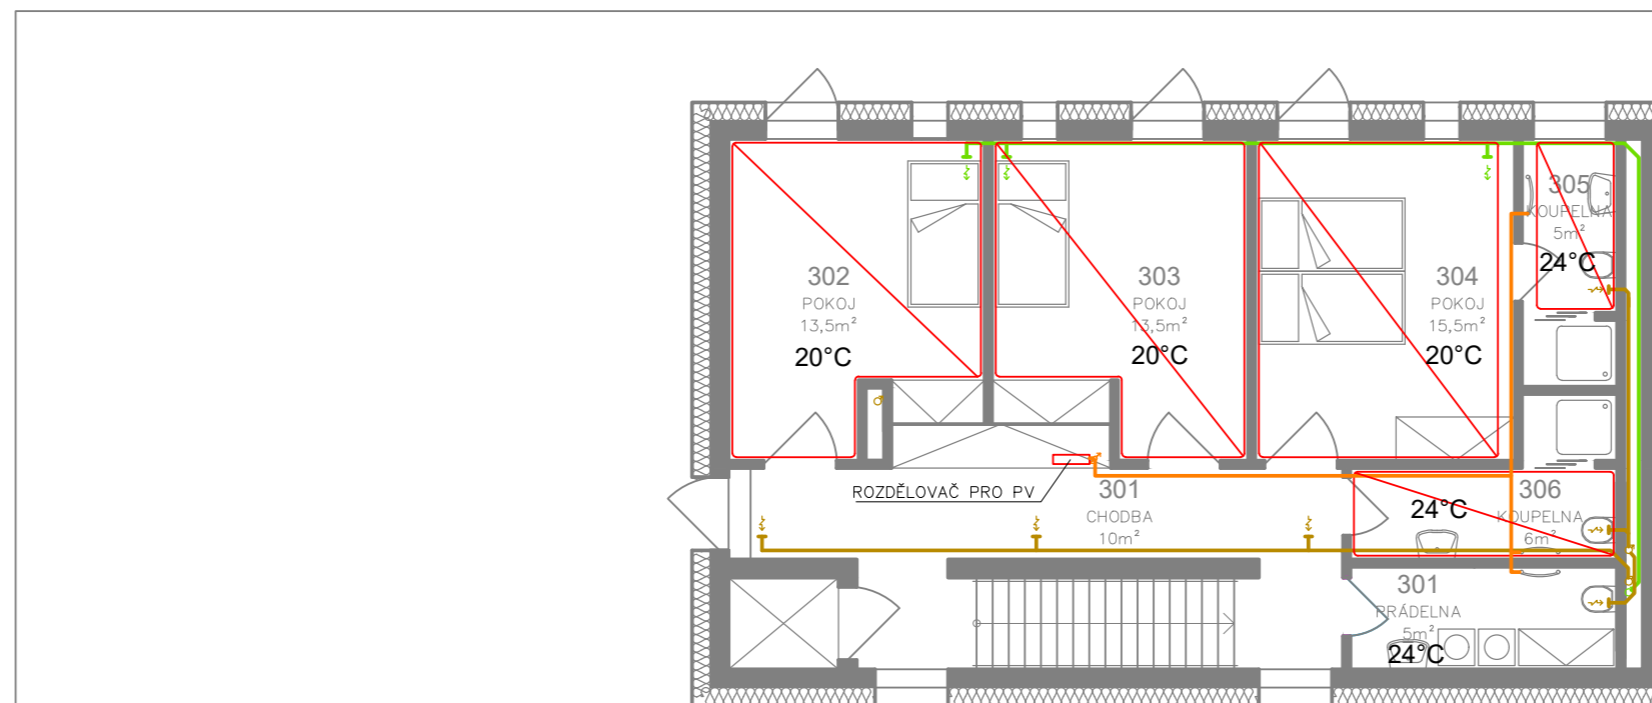 305
KOUPELNA
5m²
24°C
302
POKOJ
13,5m²
20°C
303
POKOJ
13,5m²
20°C
304
POKOJ
15,5m²
20°C
ROZDĚLOVAČ PRO PV
301
CHODBA
10m²
24°C
306
KOUPELNA
6m²
301
PRÁDELNA
5m²
24°C